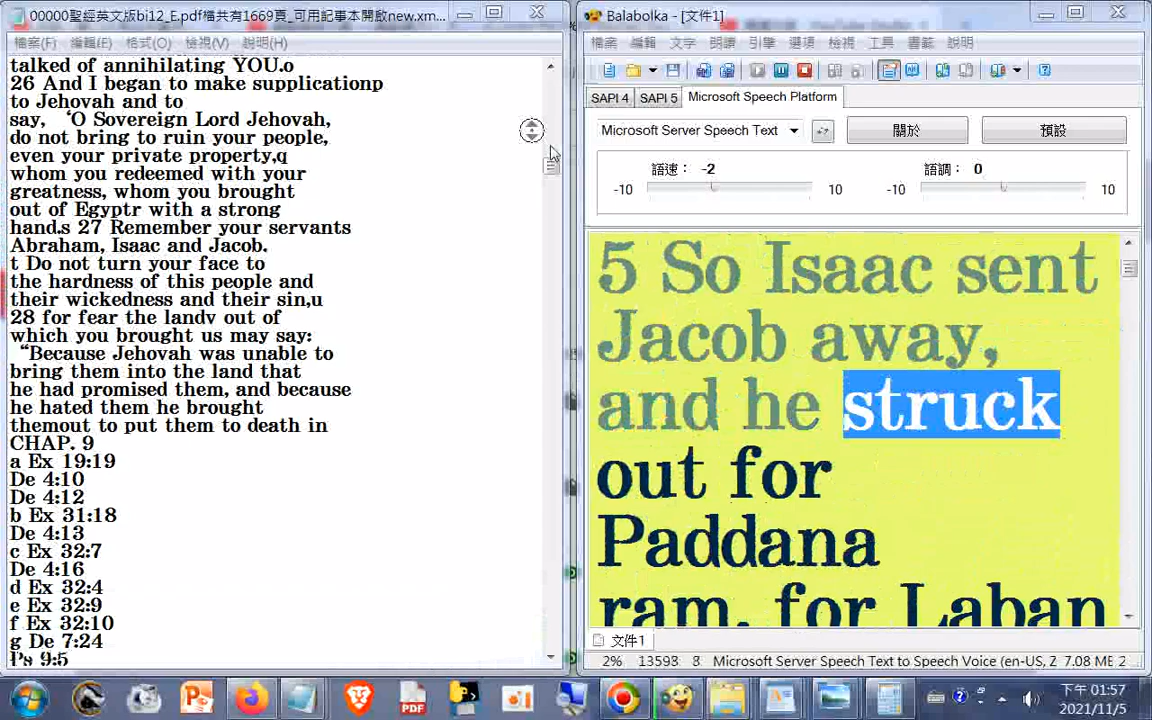 00000聖經英文版bi12_E.pdf檔共有1669頁_可用記事本開啟new.xm...
檔案(F) 編輯(E) 格式(O) 檢視(V) 說明(H)
talked of annihilating YOU.o
26 And I began to make supplicationp
to Jehovah and to
say, ‘O Sovereign Lord Jehovah,
do not bring to ruin your people,
even your private property,q
whom you redeemed with your
greatness, whom you brought
out of Egyptr with a strong
hand.s 27 Remember your servants
Abraham, Isaac and Jacob.
t Do not turn your face to
the hardness of this people and
their wickedness and their sin,u
28 for fear the landv out of
which you brought us may say:
“Because Jehovah was unable to
bring them into the land that
he had promised them, and because
he hated them he brought
themout to put them to death in
CHAP. 9
a Ex 19:19
De 4:10
De 4:12
b Ex 31:18
De 4:13
c Ex 32:7
De 4:16
d Ex 32:4
e Ex 32:9
f Ex 32:10
g De 7:24
Ps 9:5
Balabolka - [文件1]
檔案 編輯 文字 朗讀 引擎 選項 檢視 工具 書籤 說明
SAPI 4 SAPI 5 Microsoft Speech Platform
Microsoft Server Speech Text 關於 預設
語速： -2 語調： 0
-10 10 -10 10
5 So Isaac sent
Jacob away,
and he struck
out for
Paddana
ram, for Laban
文件1
2% 13593 8 Microsoft Server Speech Text to Speech Voice (en-US, Z 7.08 MB 2
下午 01:57
2021/11/5